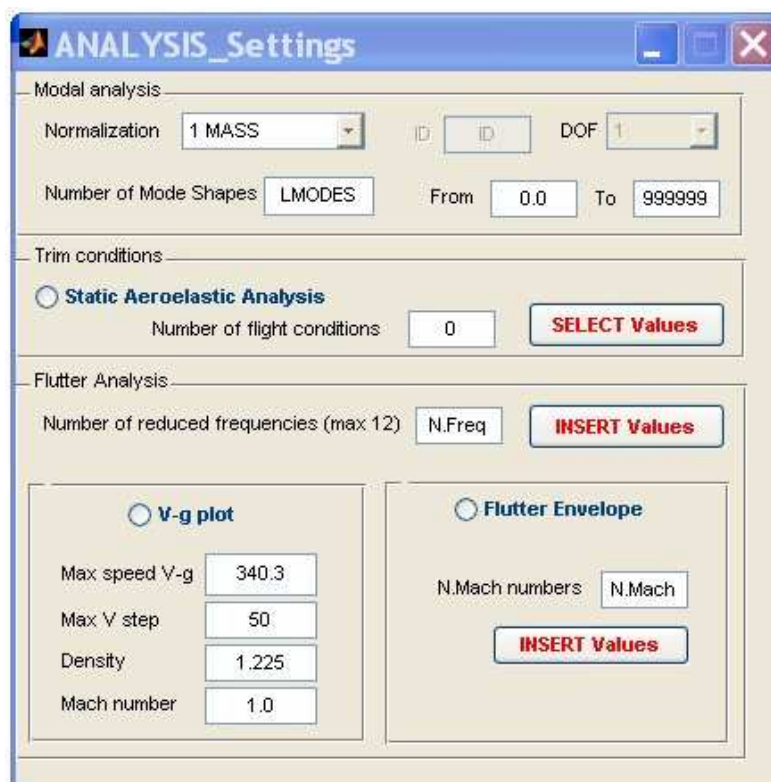 ANALYSIS_Settings
Modal analysis
Normalization 1 MASS ID ID DOF 1
Number of Mode Shapes LMODES From 0.0 To 999999
Trim conditions
Static Aeroelastic Analysis
Number of flight conditions 0 SELECT Values
Flutter Analysis
Number of reduced frequencies (max 12) N.Freq INSERT Values
V-g plot
Max speed V-g 340.3
Max V step 50
Density 1.225
Mach number 1.0
Flutter Envelope
N.Mach numbers N.Mach
INSERT Values